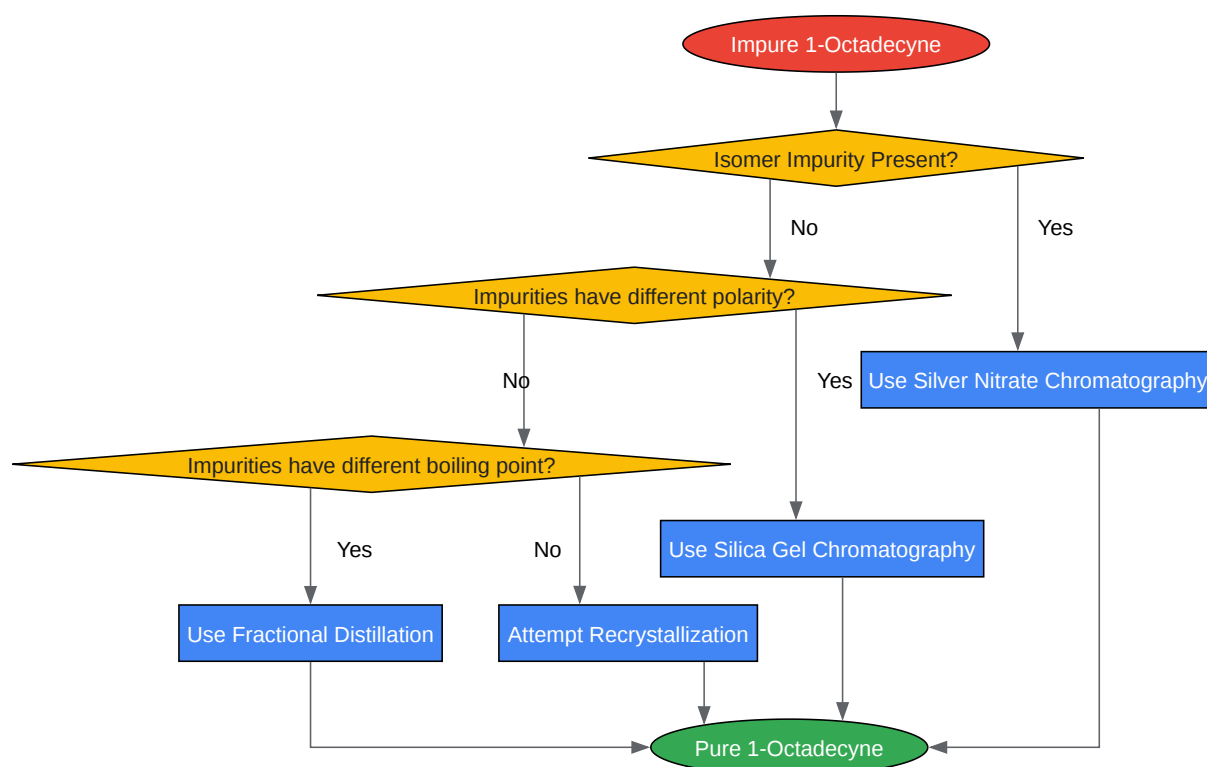 Impure 1-Octadecyne
Isomer Impurity Present?
No
Yes
Impurities have different polarity?
No
Yes
Use Silver Nitrate Chromatography
Impurities have different boiling point?
Yes
No
Use Silica Gel Chromatography
Use Fractional Distillation
Attempt Recrystallization
Pure 1-Octadecyne